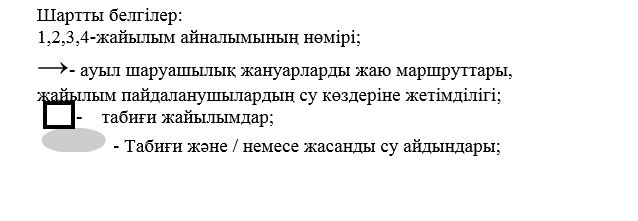 Шартты белгілер:
1,2,3,4-жайылым айналымының нөмірі;
→- ауыл шаруашылық жануарларды жаю маршруттары,
жайылым пайдаланушылардың су көздеріне жетімділігі;
- табиғи жайылымдар;
- Табиғи және / немесе жасанды су айдындары;